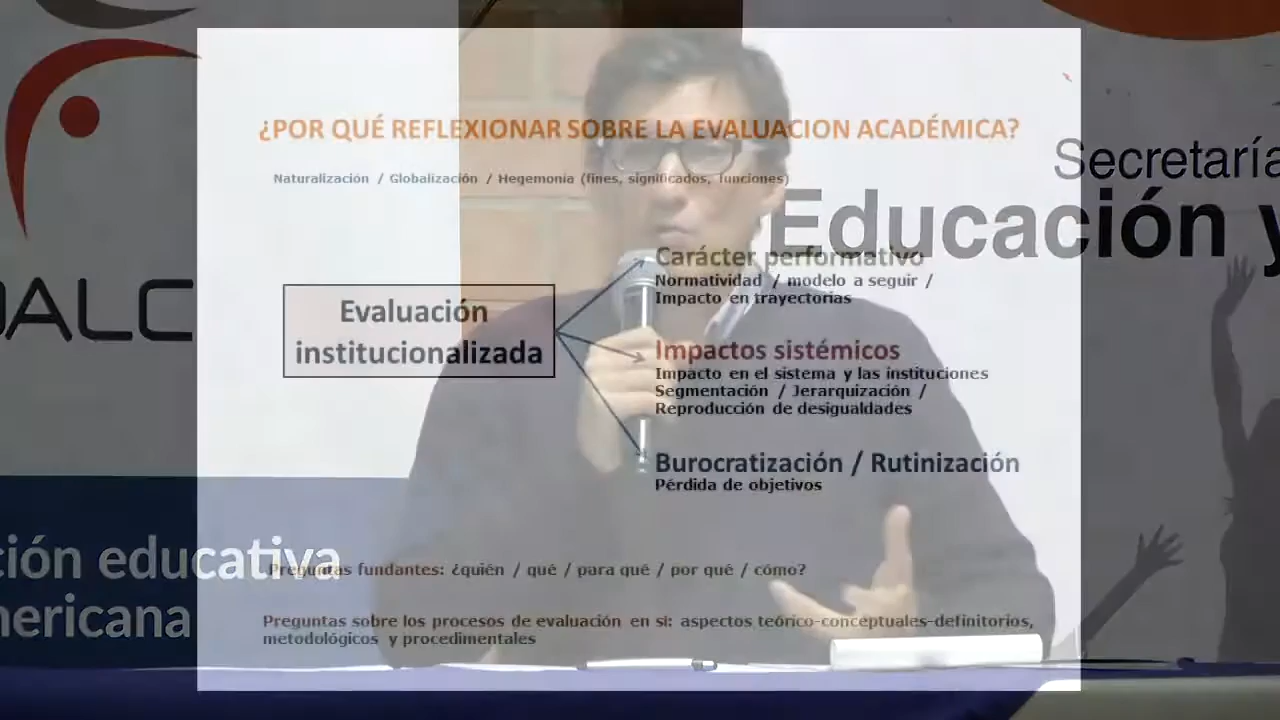 ¿POR QUÉ REFLEXIONAR SOBRE LA EVALUACION ACADÉMICA?
Secretaría
Naturalización / Globalización / Hegemonía (fines, significados, funciones)
Educación y
Carácter performativo
Normatividad / modelo a seguir /
Impacto en trayectorias
Evaluación
institucionalizada
Impactos sistémicos
Impacto en el sistema y las instituciones
Segmentación / Jerarquización /
Reproducción de desigualdades
Burocratización / Rutinización
Pérdida de objetivos
ción educativa
Preguntas fundantes: ¿quién / qué / para qué / por qué / cómo?
Preguntas sobre los procesos de evaluación en si: aspectos teórico-conceptuales-definitorios,
metodológicos y procedimentales